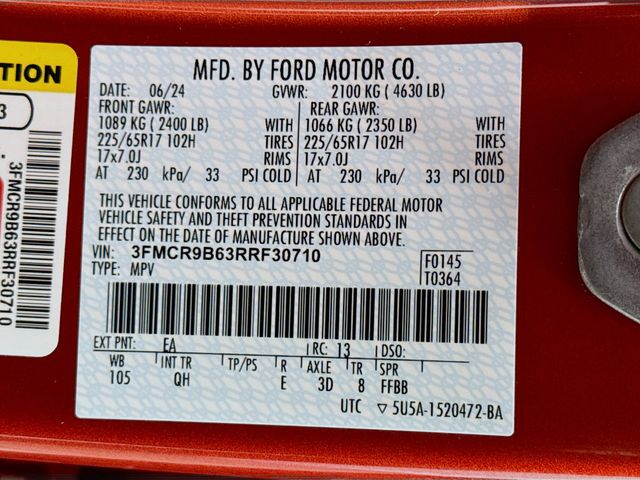 TION
3
3FMCR9B63RRF30710
MFD. BY FORD MOTOR CO.
DATE: 06/24 GVWR: 2100 KG ( 4630 LB)
FRONT GAWR: REAR GAWR:
1089 KG ( 2400 LB) WITH 1066 KG ( 2350 LB) WITH
225/65R17 102H TIRES 225/65R17 102H TIRES
17x7.0J RIMS 17x7.0J RIMS
AT 230 kPa/ 33 PSI COLD AT 230 kPa/ 33 PSI COLD
THIS VEHICLE CONFORMS TO ALL APPLICABLE FEDERAL MOTOR
VEHICLE SAFETY AND THEFT PREVENTION STANDARDS IN
EFFECT ON THE DATE OF MANUFACTURE SHOWN ABOVE.
VIN: 3FMCR9B63RRF30710 F0145
TYPE: MPV T0364
EXT PNT: EA RC: 13 DSO:
WB INT TR TP/PS R AXLE TR SPR
105 QH E 3D 8 FFBB
UTC ▽ 5U5A-1520472-BA